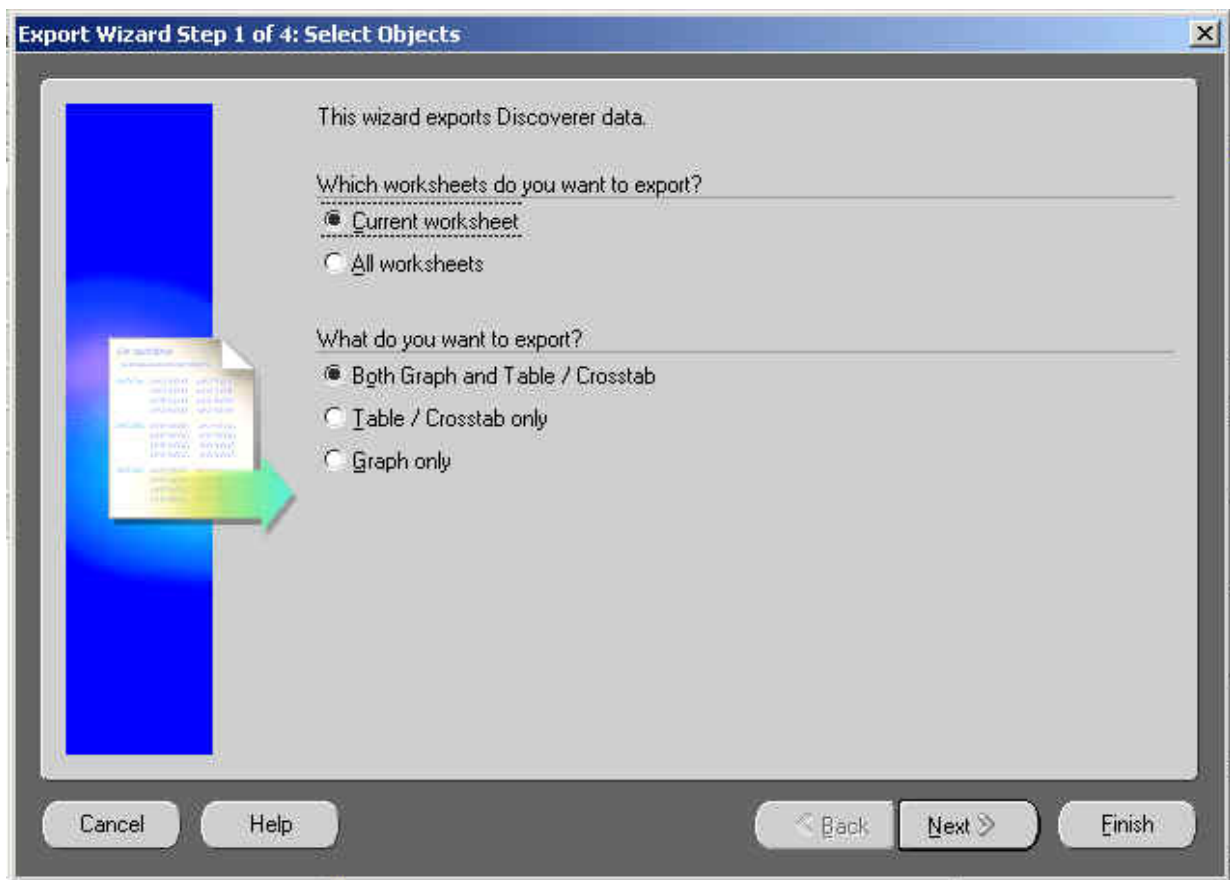 Export Wizard Step 1 of 4: Select Objects
This wizard exports Discoverer data.
Which worksheets do you want to export?
Current worksheet
All worksheets
What do you want to export?
Both Graph and Table / Crosstab
Table / Crosstab only
Graph only
Cancel Help Back Next Finish